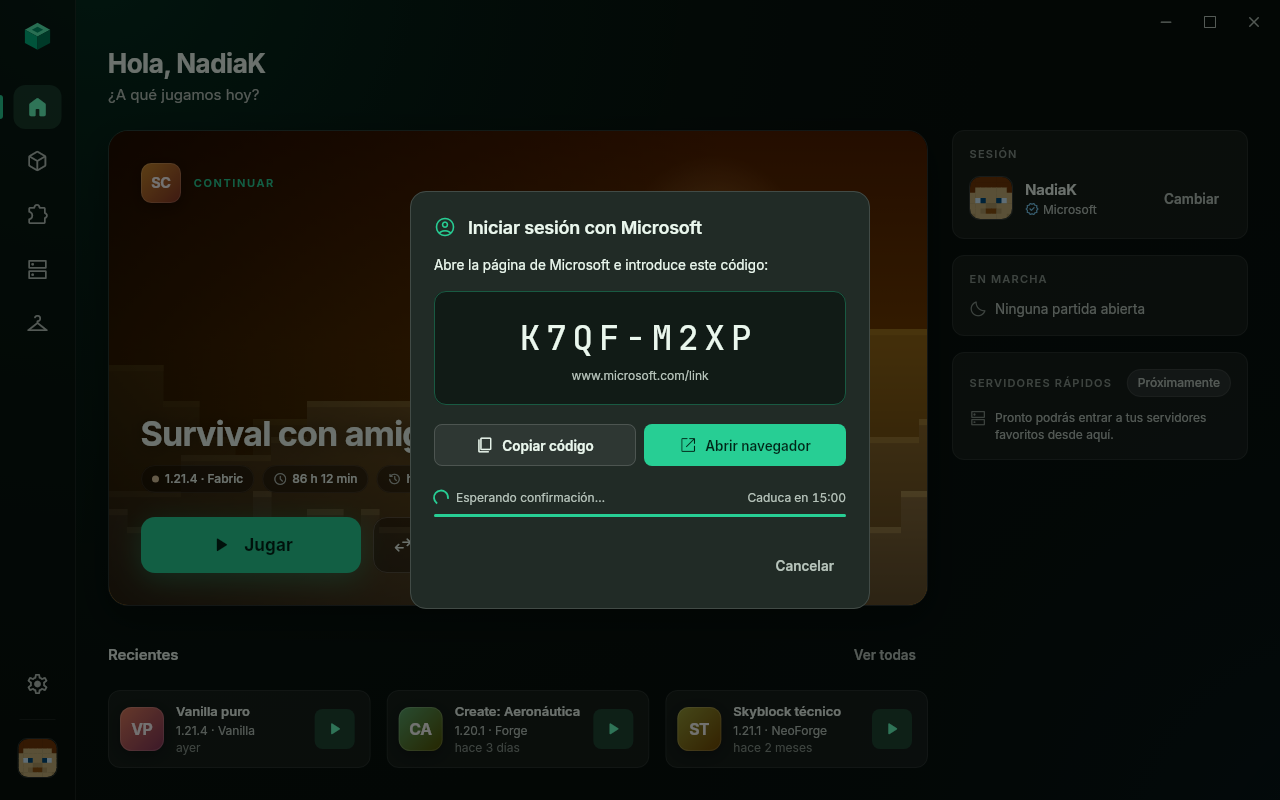 Hola, NadiaK
¿A qué jugamos hoy?
SC
CONTINUAR
Survival con amig
1.21.4 · Fabric
86 h 12 min
Jugar
Iniciar sesión con Microsoft
Abre la página de Microsoft e introduce este código:
K7QF-M2XP
www.microsoft.com/link
Copiar código
Abrir navegador
Esperando confirmación...
Caduca en 15:00
Cancelar
SESIÓN
NadiaK
Microsoft
Cambiar
EN MARCHA
Ninguna partida abierta
SERVIDORES RÁPIDOS
Próximamente
Pronto podrás entrar a tus servidores
favoritos desde aquí.
Recientes
Ver todas
VP
Vanilla puro
1.21.4 · Vanilla
ayer
CA
Create: Aeronáutica
1.20.1 · Forge
hace 3 días
ST
Skyblock técnico
1.21.1 · NeoForge
hace 2 meses